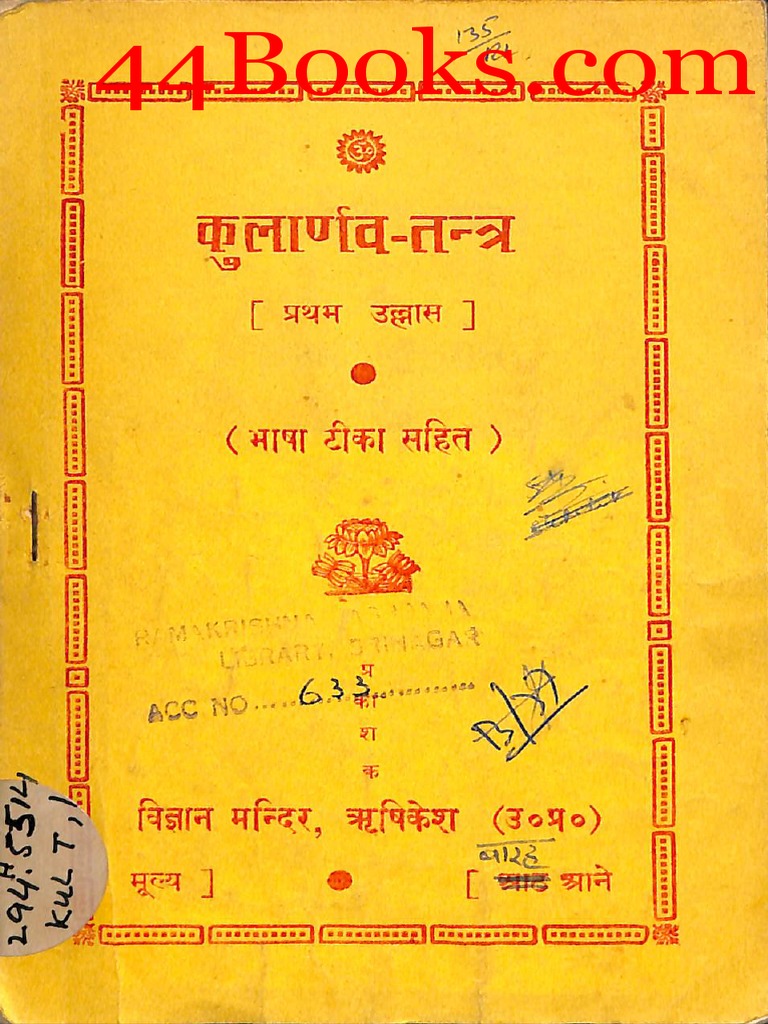 135
44Books.com
ॐ
कुलार्णव-तन्त्र
[ प्रथम उल्लास ]
( भाषा टीका सहित )
RAMAKRISHNA
LIBRARY, SRINAGAR
ACC NO. 633
प्र
का
श
क
विज्ञान मन्दिर, ऋषिकेश (उ०प्र०)
बारह
मूल्य ] [ आठ आने
H
294.5514
KUL T,1